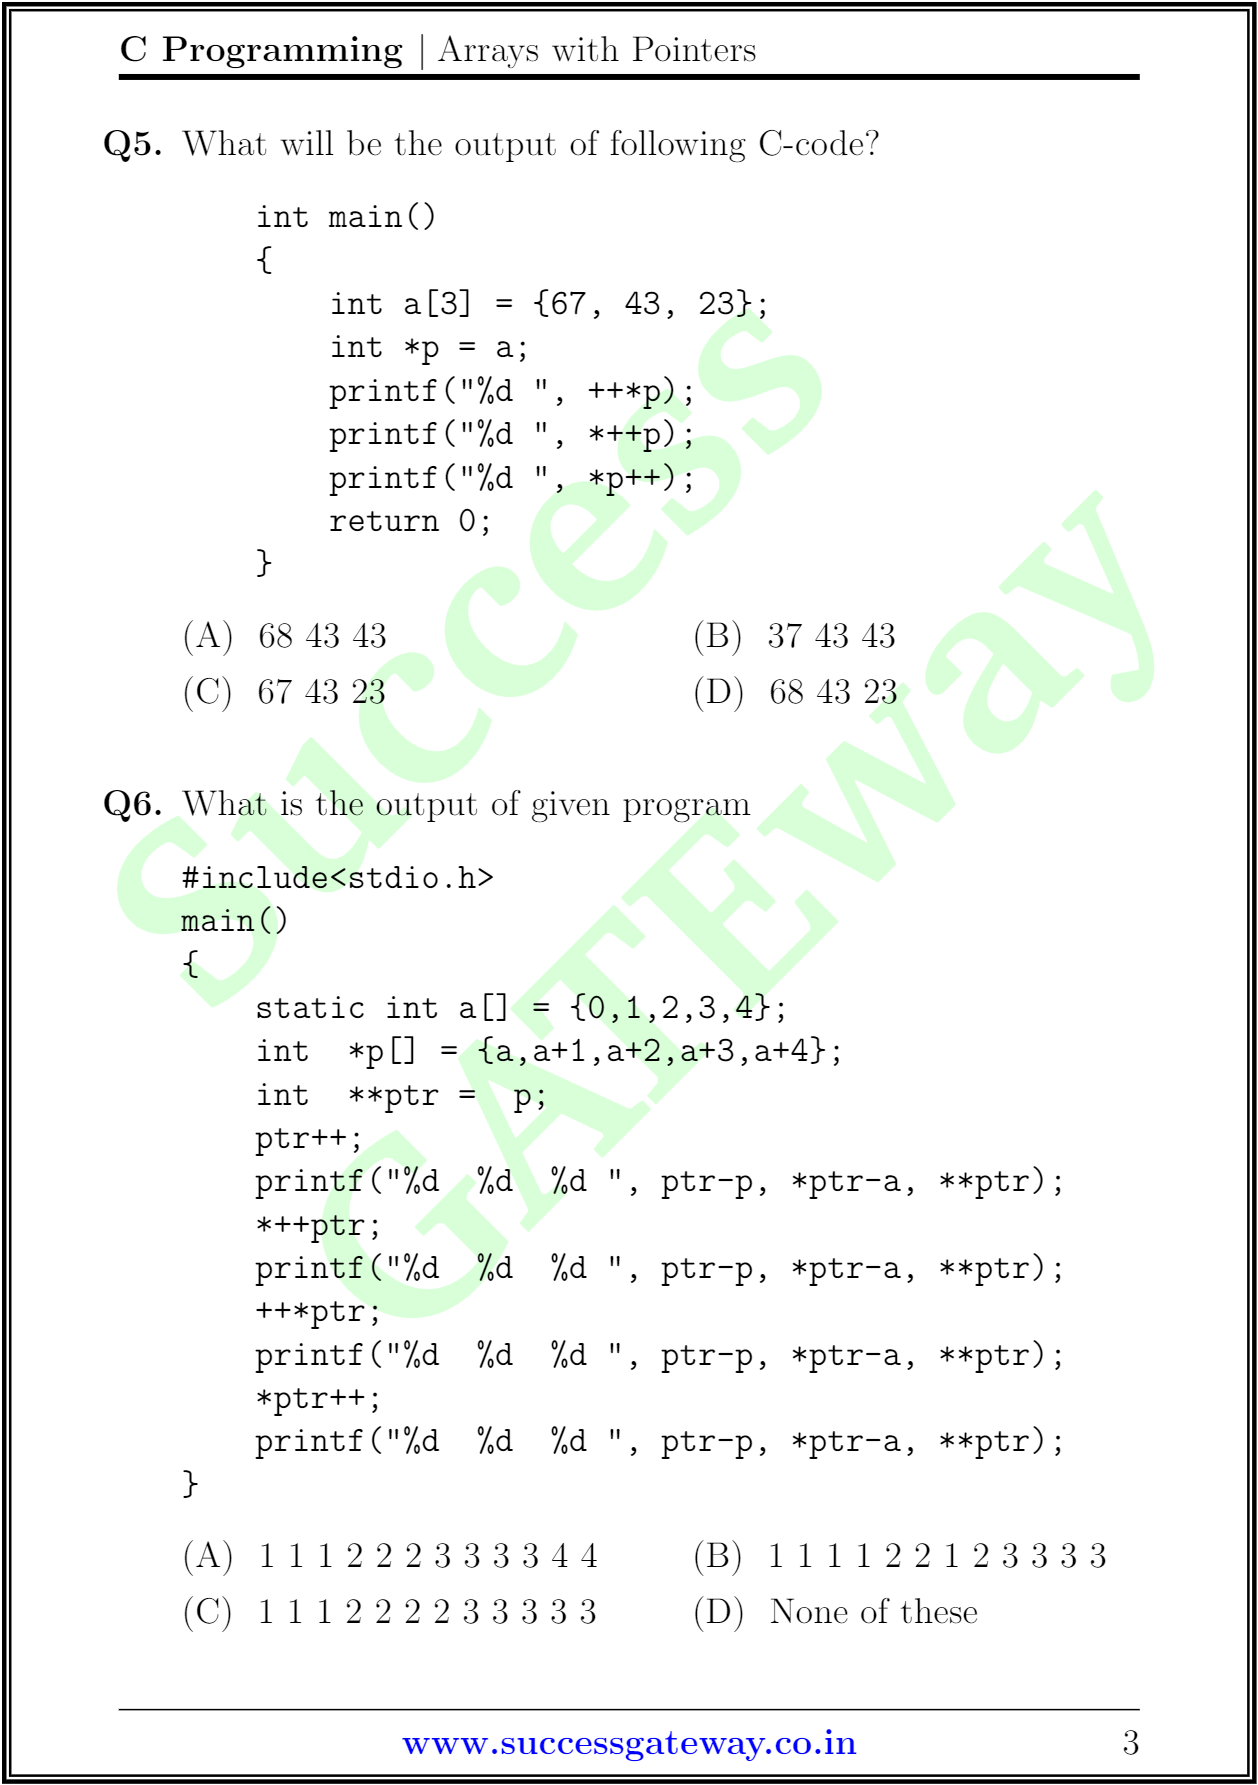 C Programming | Arrays with Pointers
Q5. What will be the output of following C-code?
int main()
{
    int a[3] = {67, 43, 23};
    int *p = a;
    printf("%d ", ++*p);
    printf("%d ", *++p);
    printf("%d ", *p++);
    return 0;
}
(A) 68 43 43 (B) 37 43 43
(C) 67 43 23 (D) 68 43 23
Q6. What is the output of given program
#include<stdio.h>
main()
{
    static int a[] = {0,1,2,3,4};
    int  *p[] = {a,a+1,a+2,a+3,a+4};
    int  **ptr =  p;
    ptr++;
    printf("%d  %d  %d ", ptr-p, *ptr-a, **ptr);
    *++ptr;
    printf("%d  %d  %d ", ptr-p, *ptr-a, **ptr);
    ++*ptr;
    printf("%d  %d  %d ", ptr-p, *ptr-a, **ptr);
    *ptr++;
    printf("%d  %d  %d ", ptr-p, *ptr-a, **ptr);
}
(A) 1 1 1 2 2 2 3 3 3 3 4 4 (B) 1 1 1 1 2 2 1 2 3 3 3 3
(C) 1 1 1 2 2 2 2 3 3 3 3 3 (D) None of these
Success
GATEway
www.successgateway.co.in 3